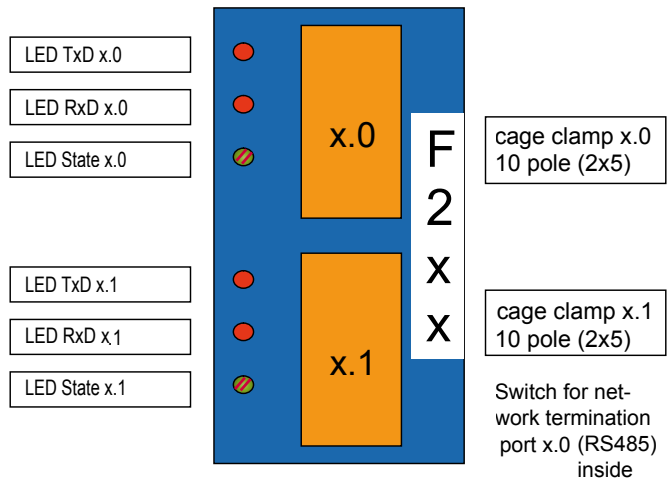 LED TxD x.0
LED RxD x.0
LED State x.0
x.0
cage clamp x.0
10 pole (2x5)
F
2
x
x
LED TxD x.1
LED RxD x.1
LED State x.1
x.1
cage clamp x.1
10 pole (2x5)
Switch for net-
work termination
port x.0 (RS485)
inside